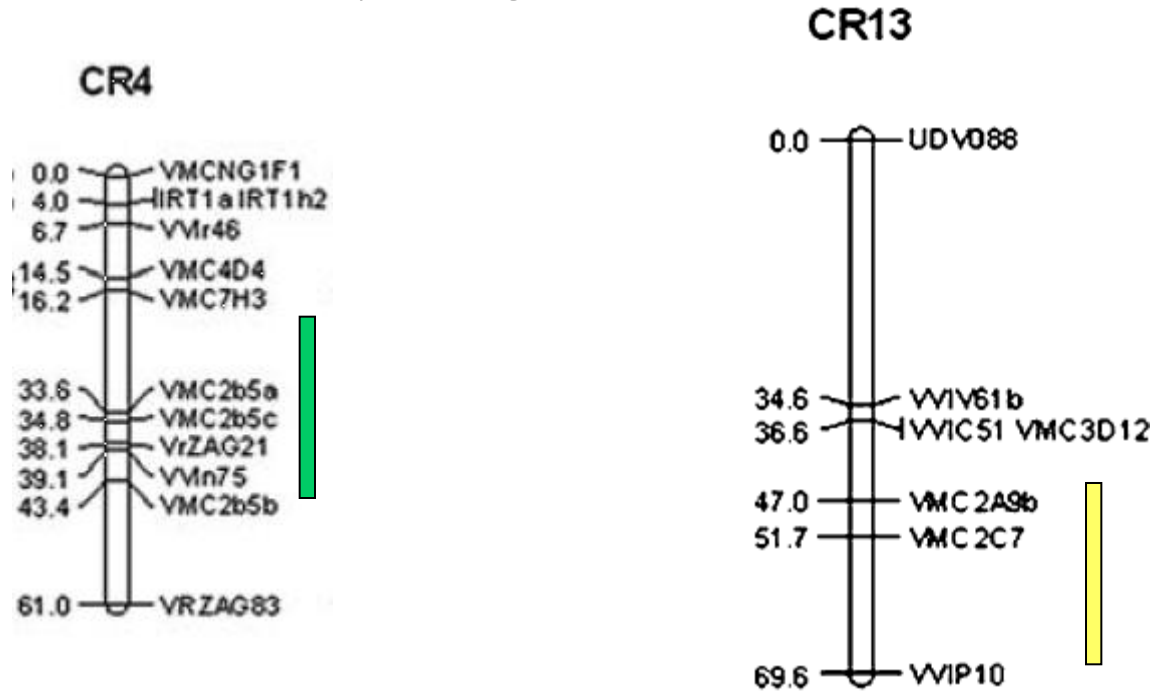 CR4
0.0 VMCNG1F1
4.0 IRT1a IRT1h2
6.7 VVIr46
14.5 VMC4D4
16.2 VMC7H3
33.6 VMC2b5a
34.8 VMC2b5c
38.1 VrZAG21
39.1 VVIn75
43.4 VMC2b5b
61.0 VRZAG83
CR13
0.0 UDV088
34.6 VVIV61b
36.6 VVIC51 VMC3D12
47.0 VMC2A9b
51.7 VMC2C7
69.6 VVIP10